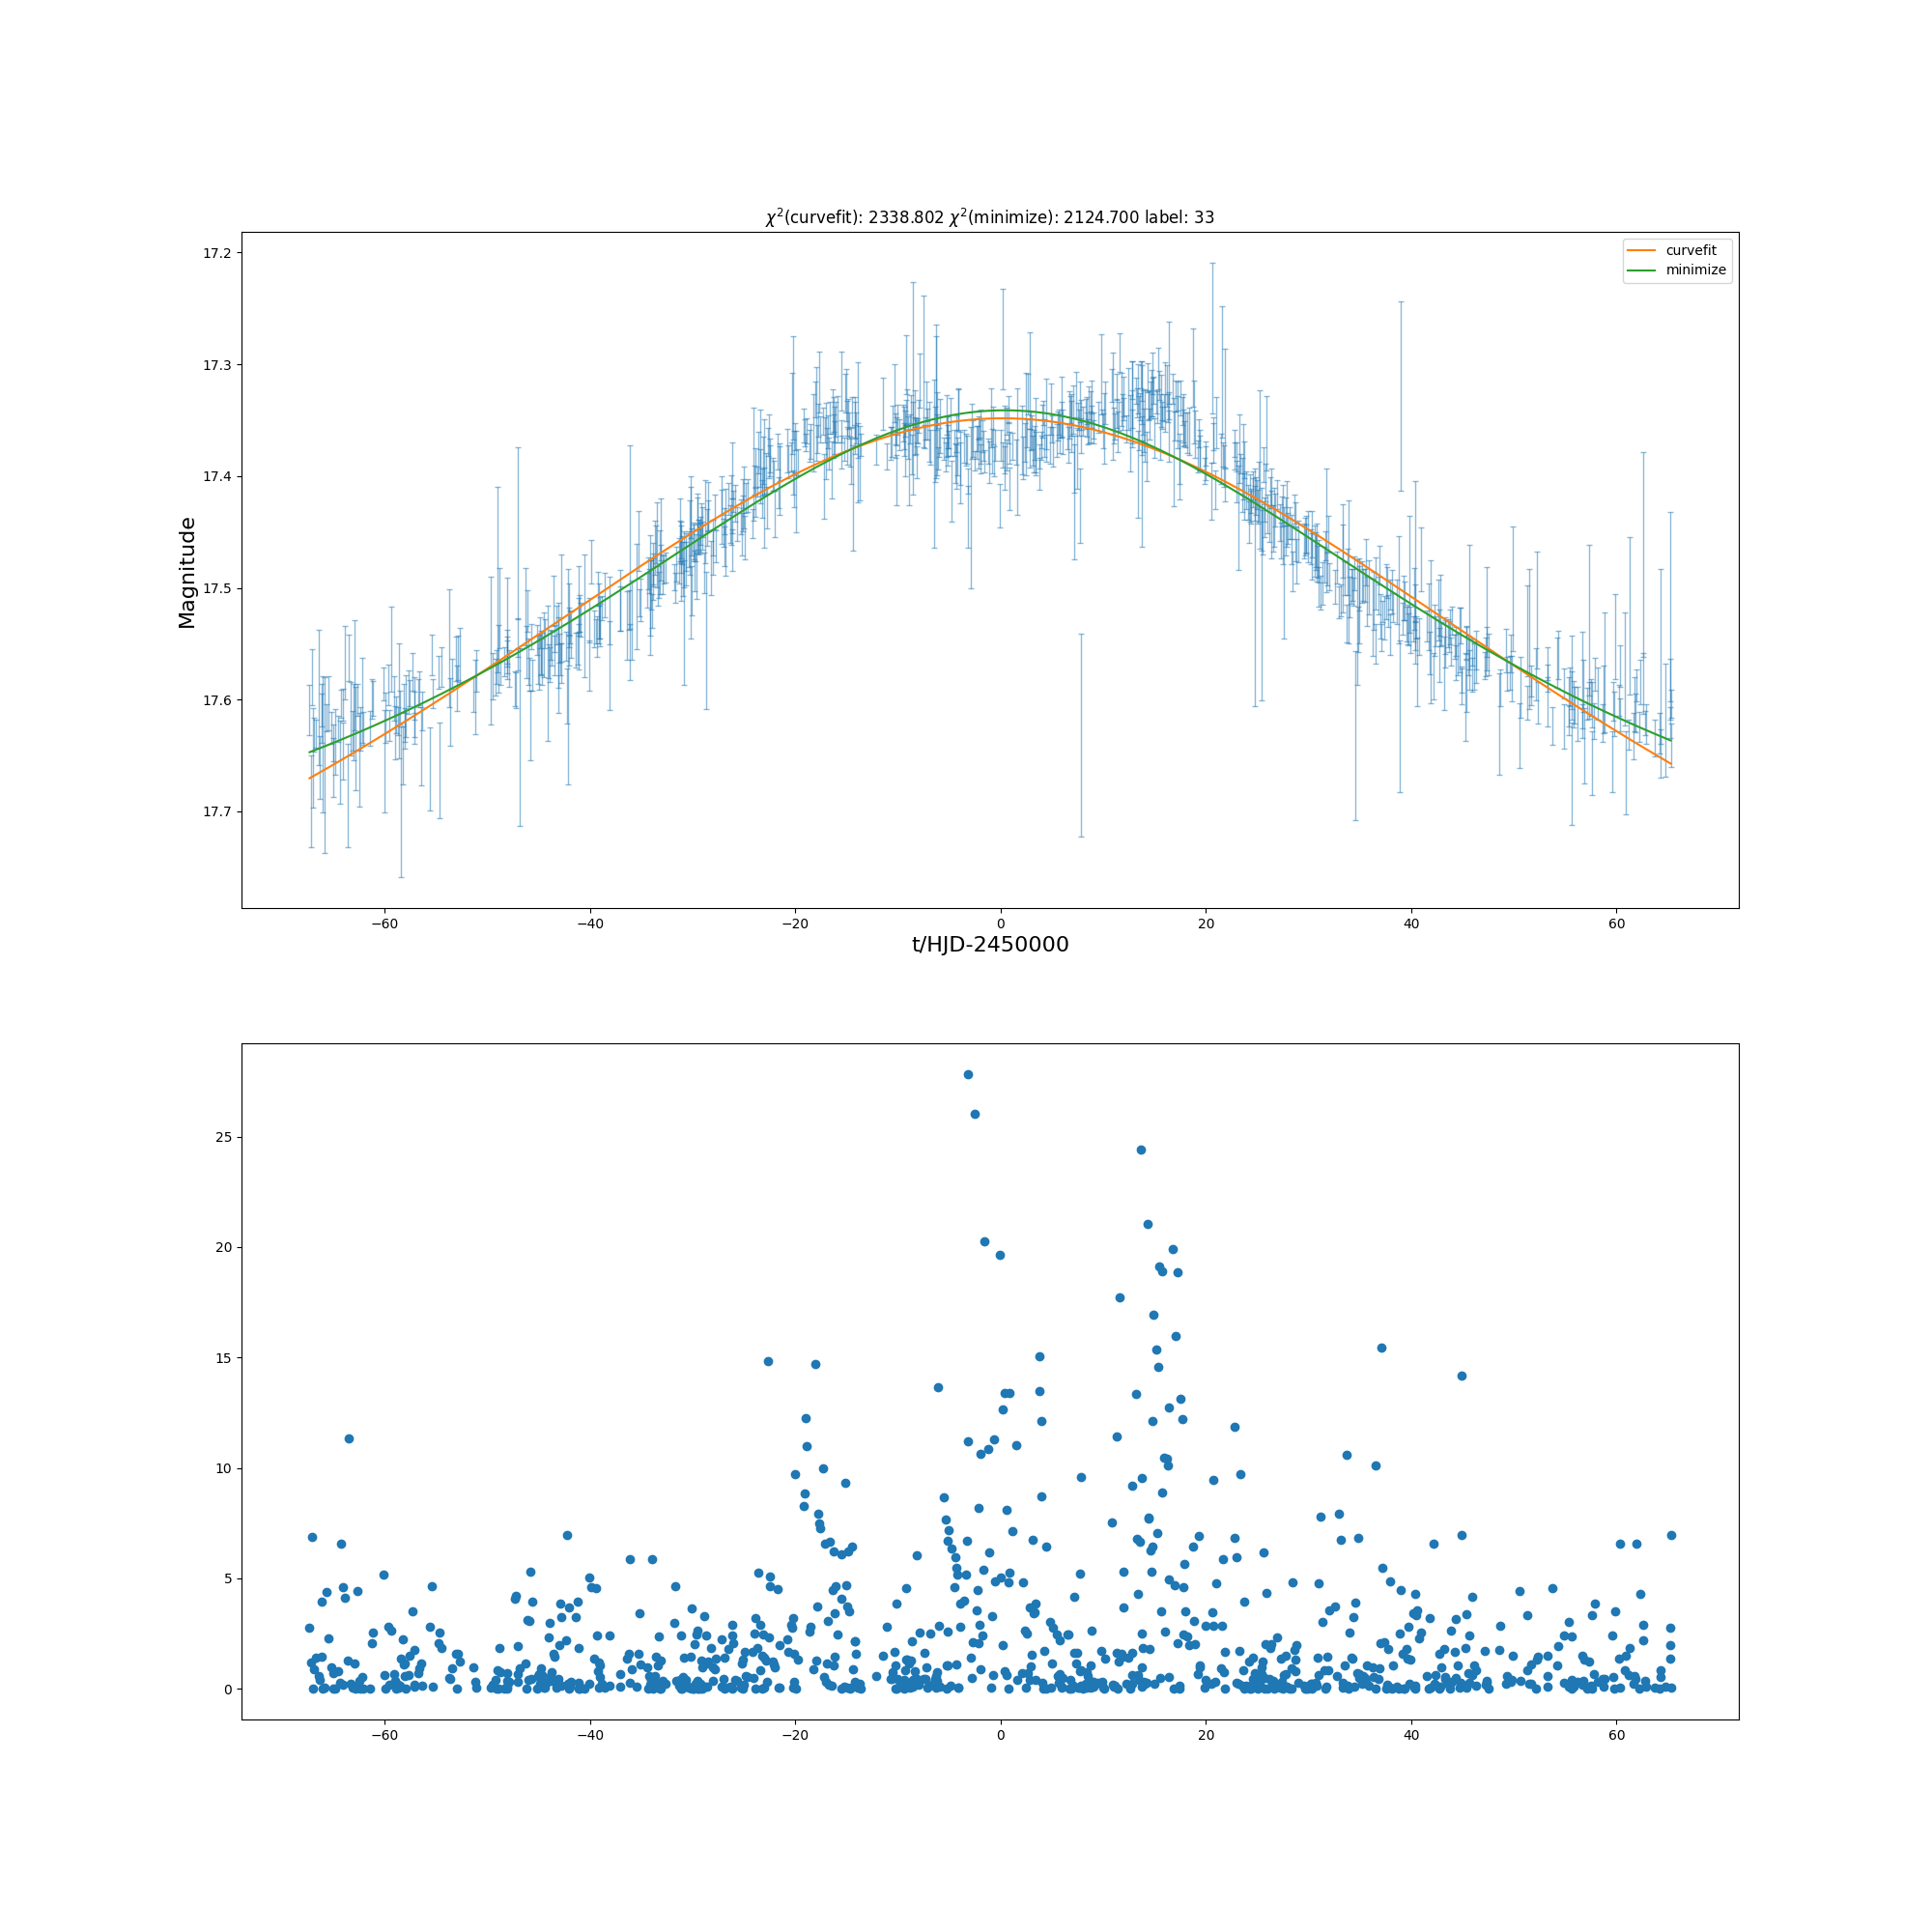 χ²(curvefit): 2338.802 χ²(minimize): 2124.700 label: 33
curvefit
minimize
17.2
17.3
17.4
17.5
17.6
17.7
Magnitude
−60 −40 −20 0 20 40 60
t/HJD-2450000
25
20
15
10
5
0
−60 −40 −20 0 20 40 60